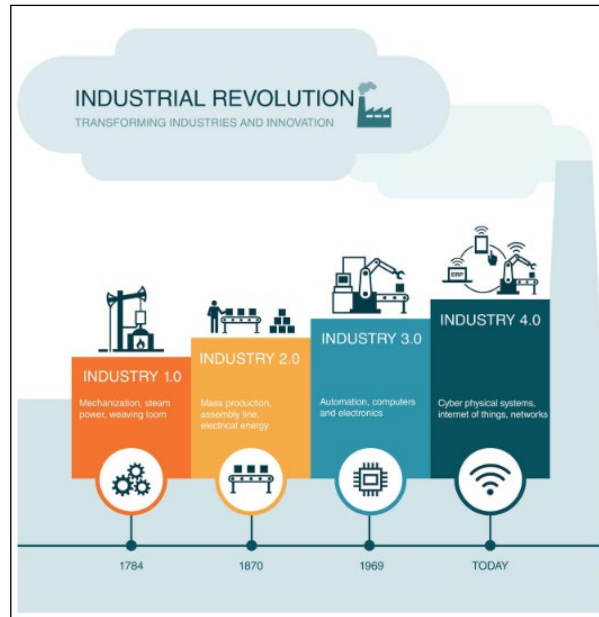 INDUSTRIAL REVOLUTION
TRANSFORMING INDUSTRIES AND INNOVATION
ERP
INDUSTRY 1.0
Mechanization, steam
power, weaving loom
INDUSTRY 2.0
Mass production,
assembly line,
electrical energy
INDUSTRY 3.0
Automation, computers
and electronics
INDUSTRY 4.0
Cyber physical systems,
internet of things, networks
1784
1870
1969
TODAY